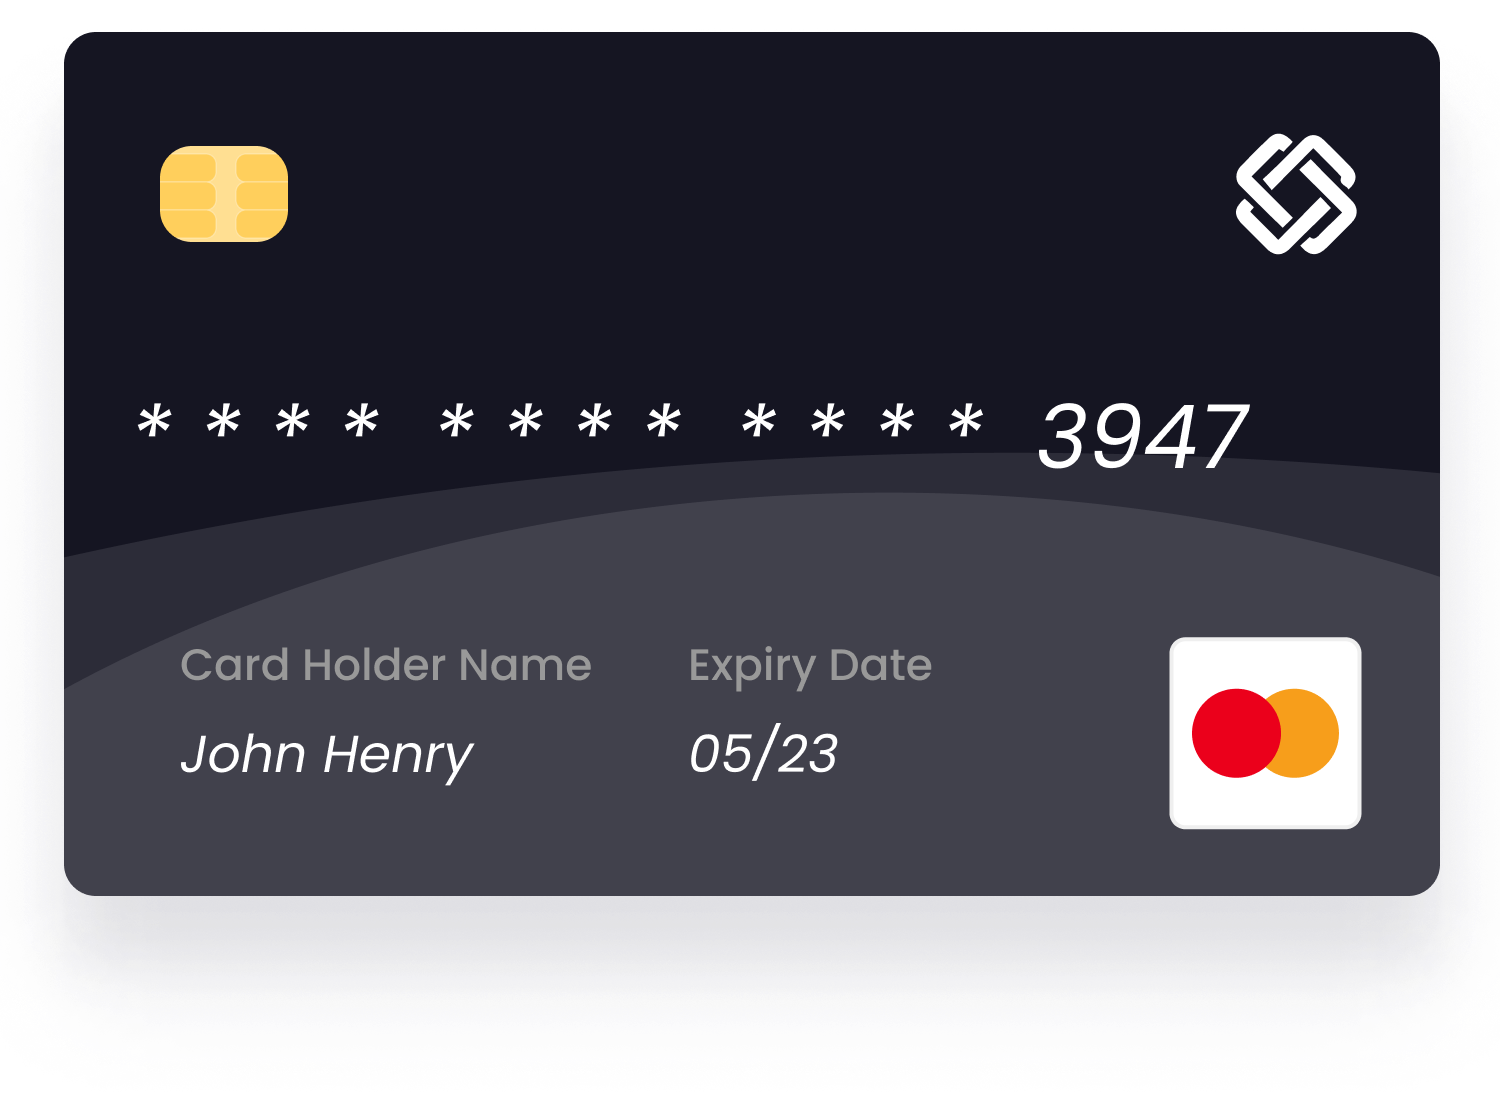 * * * * * * * * * * * * 3947
Card Holder Name Expiry Date
John Henry 05/23